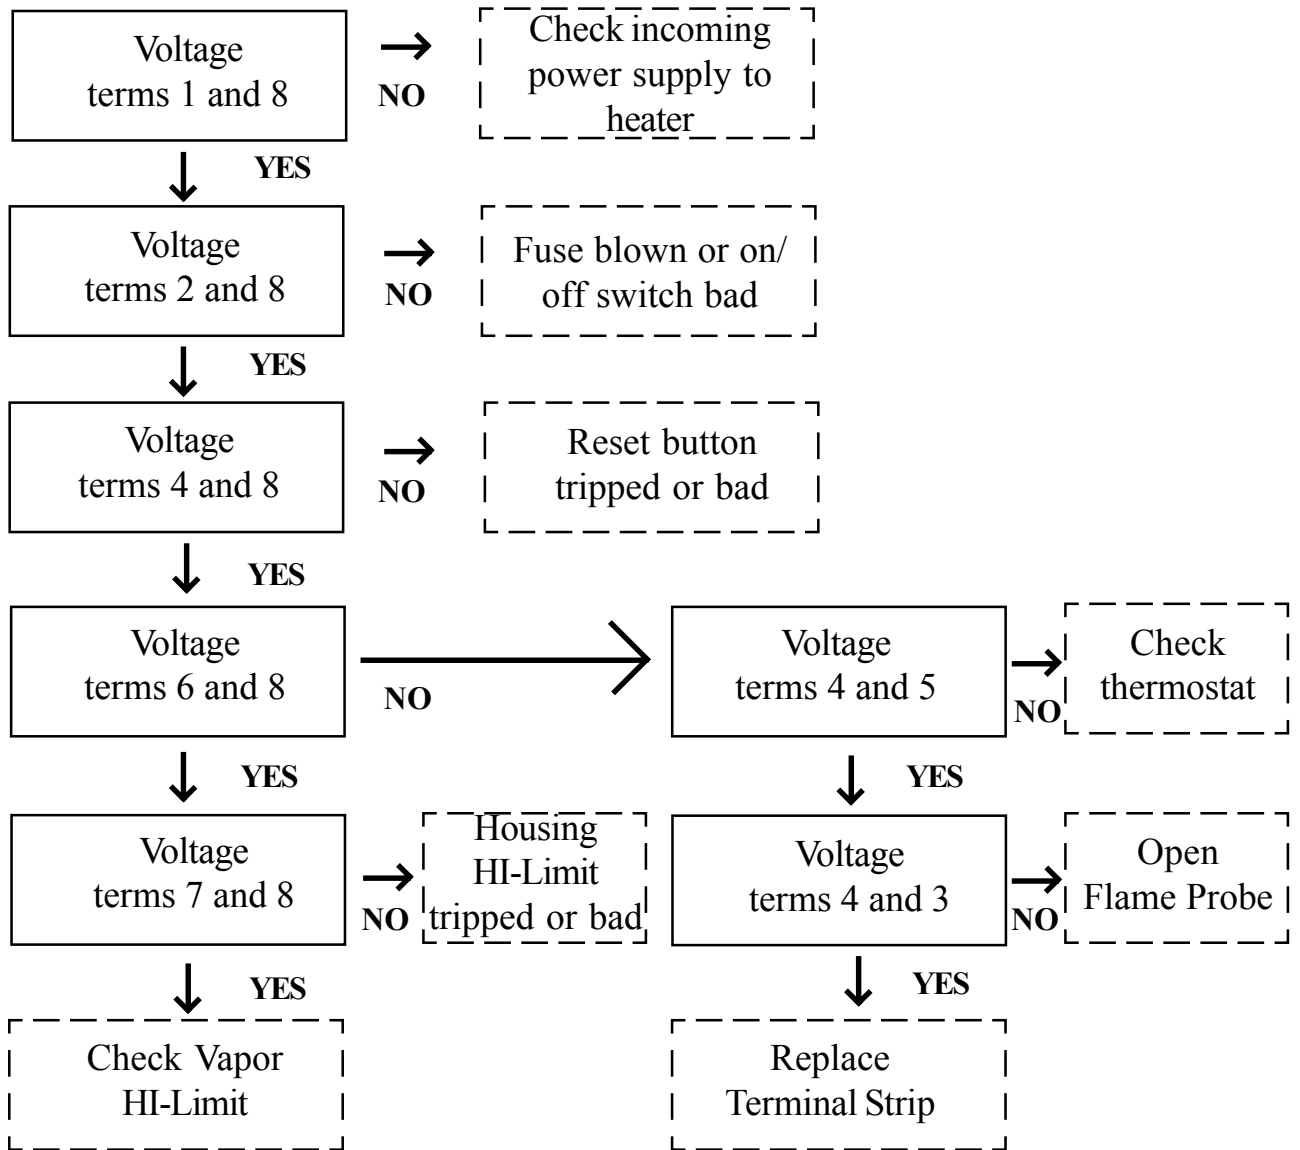 Voltage
terms 1 and 8
NO
Check incoming
power supply to
heater
YES
Voltage
terms 2 and 8
NO
Fuse blown or on/
off switch bad
YES
Voltage
terms 4 and 8
NO
Reset button
tripped or bad
YES
Voltage
terms 6 and 8
NO
Voltage
terms 4 and 5
NO
Check
thermostat
YES
YES
Voltage
terms 7 and 8
NO
Housing
HI-Limit
tripped or bad
Voltage
terms 4 and 3
NO
Open
Flame Probe
YES
YES
Check Vapor
HI-Limit
Replace
Terminal Strip